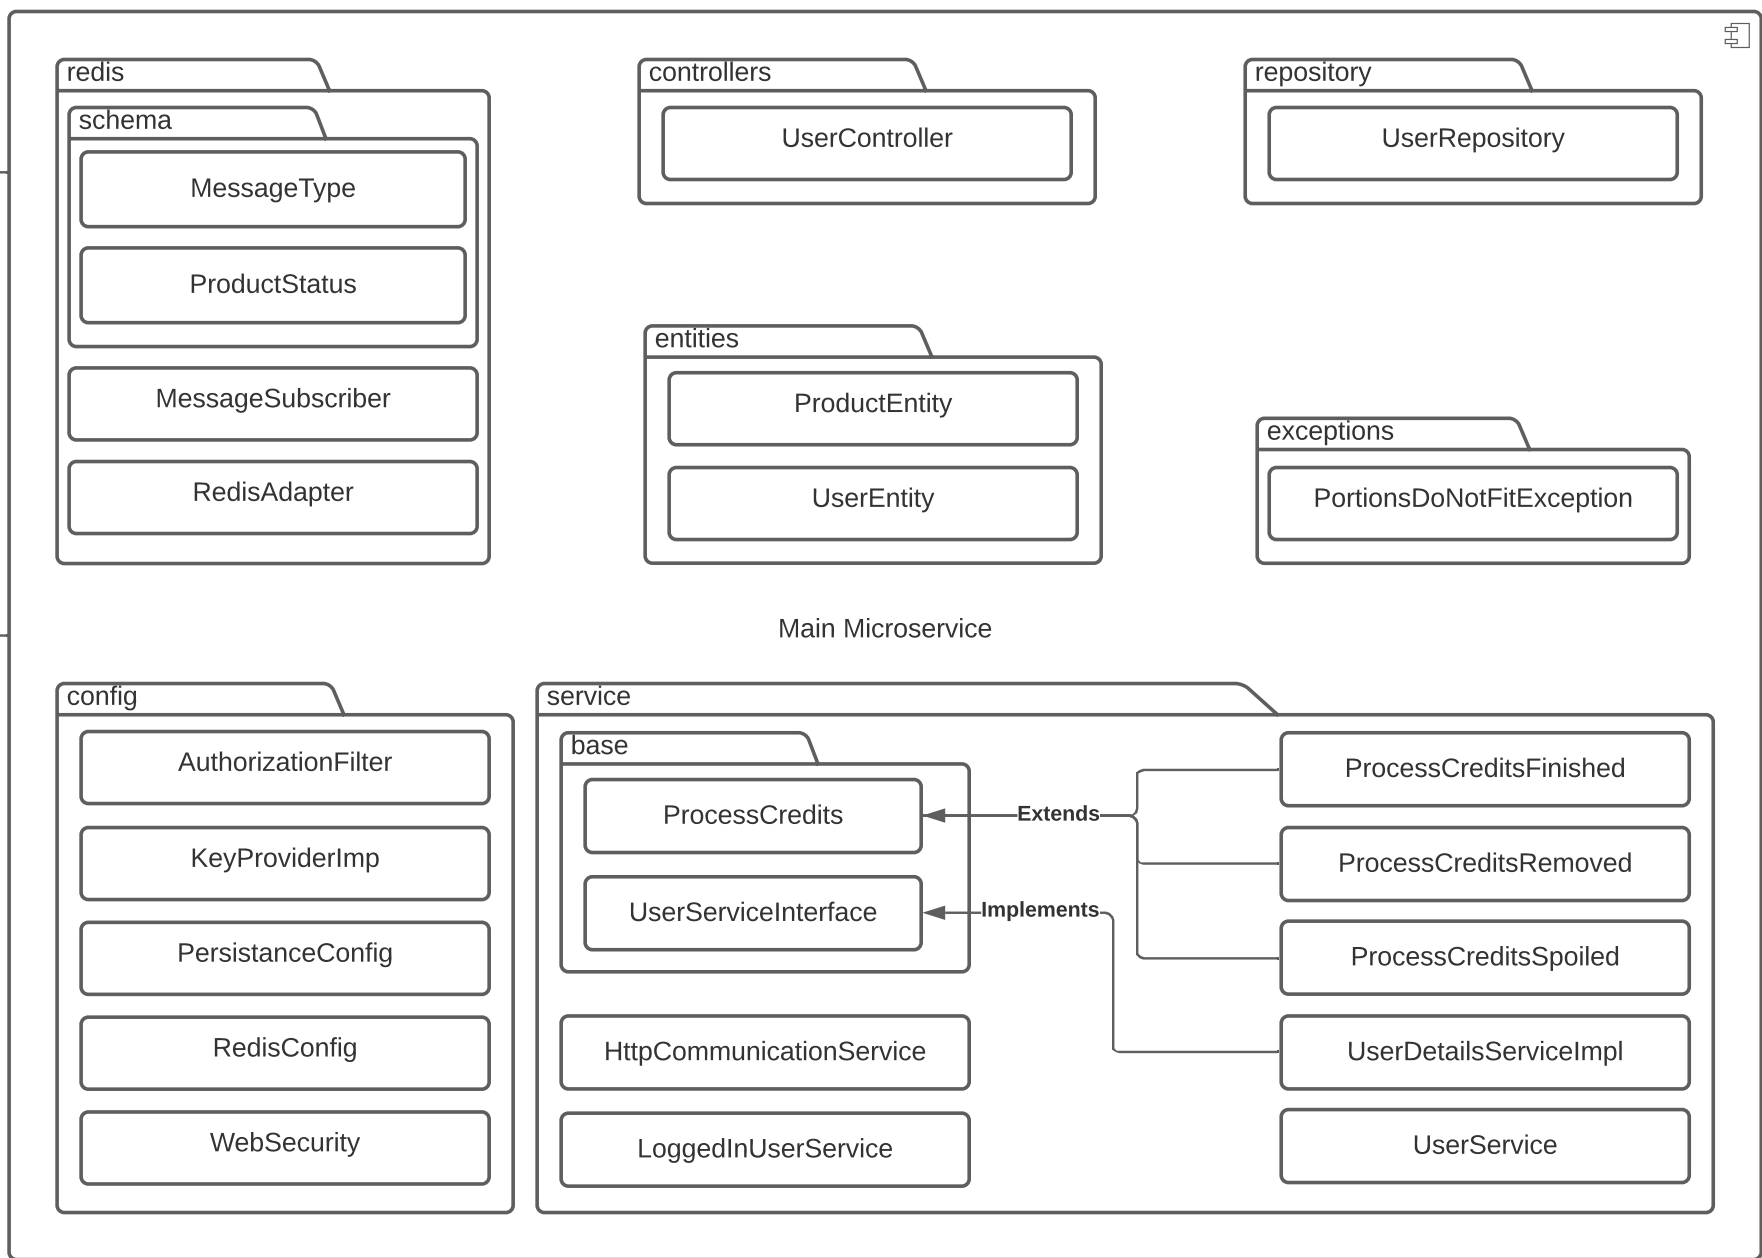 redis
schema
MessageType
ProductStatus
MessageSubscriber
RedisAdapter
controllers
UserController
repository
UserRepository
entities
ProductEntity
UserEntity
exceptions
PortionsDoNotFitException
Main Microservice
config
AuthorizationFilter
KeyProviderImp
PersistanceConfig
RedisConfig
WebSecurity
service
base
ProcessCredits
UserServiceInterface
HttpCommunicationService
LoggedInUserService
Extends
Implements
ProcessCreditsFinished
ProcessCreditsRemoved
ProcessCreditsSpoiled
UserDetailsServiceImpl
UserService